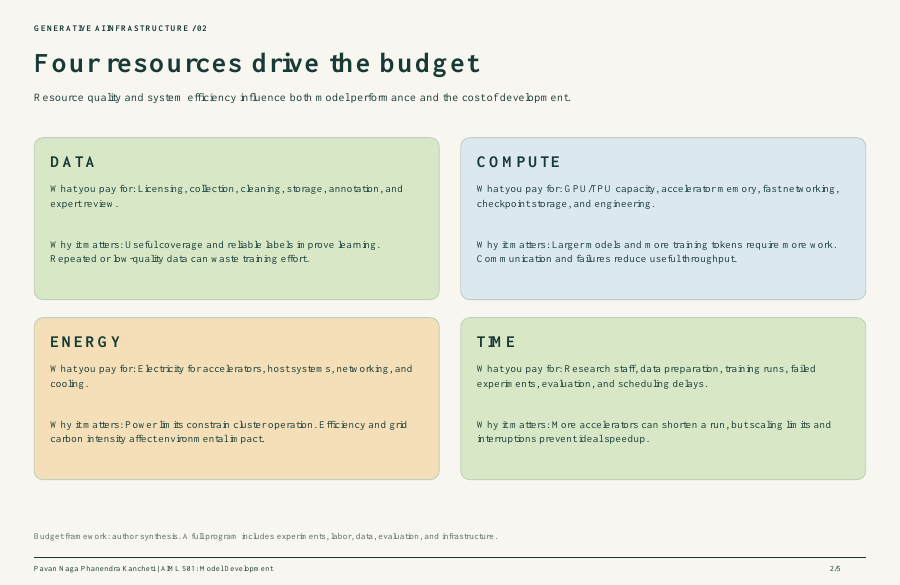 GENERATIVE AI INFRASTRUCTURE / 02
Four resources drive the budget
Resource quality and system efficiency influence both model performance and the cost of development.
DATA
What you pay for: Licensing, collection, cleaning, storage, annotation, and
expert review.
Why it matters: Useful coverage and reliable labels improve learning.
Repeated or low-quality data can waste training effort.
COMPUTE
What you pay for: GPU/TPU capacity, accelerator memory, fast networking,
checkpoint storage, and engineering.
Why it matters: Larger models and more training tokens require more work.
Communication and failures reduce useful throughput.
ENERGY
What you pay for: Electricity for accelerators, host systems, networking, and
cooling.
Why it matters: Power limits constrain cluster operation. Efficiency and grid
carbon intensity affect environmental impact.
TIME
What you pay for: Research staff, data preparation, training runs, failed
experiments, evaluation, and scheduling delays.
Why it matters: More accelerators can shorten a run, but scaling limits and
interruptions prevent ideal speedup.
Budget framework: author synthesis. A full program includes experiments, labor, data, evaluation, and infrastructure.
Pavan Naga Phanendra Kancheti | AIML 501: Model Development
2/5